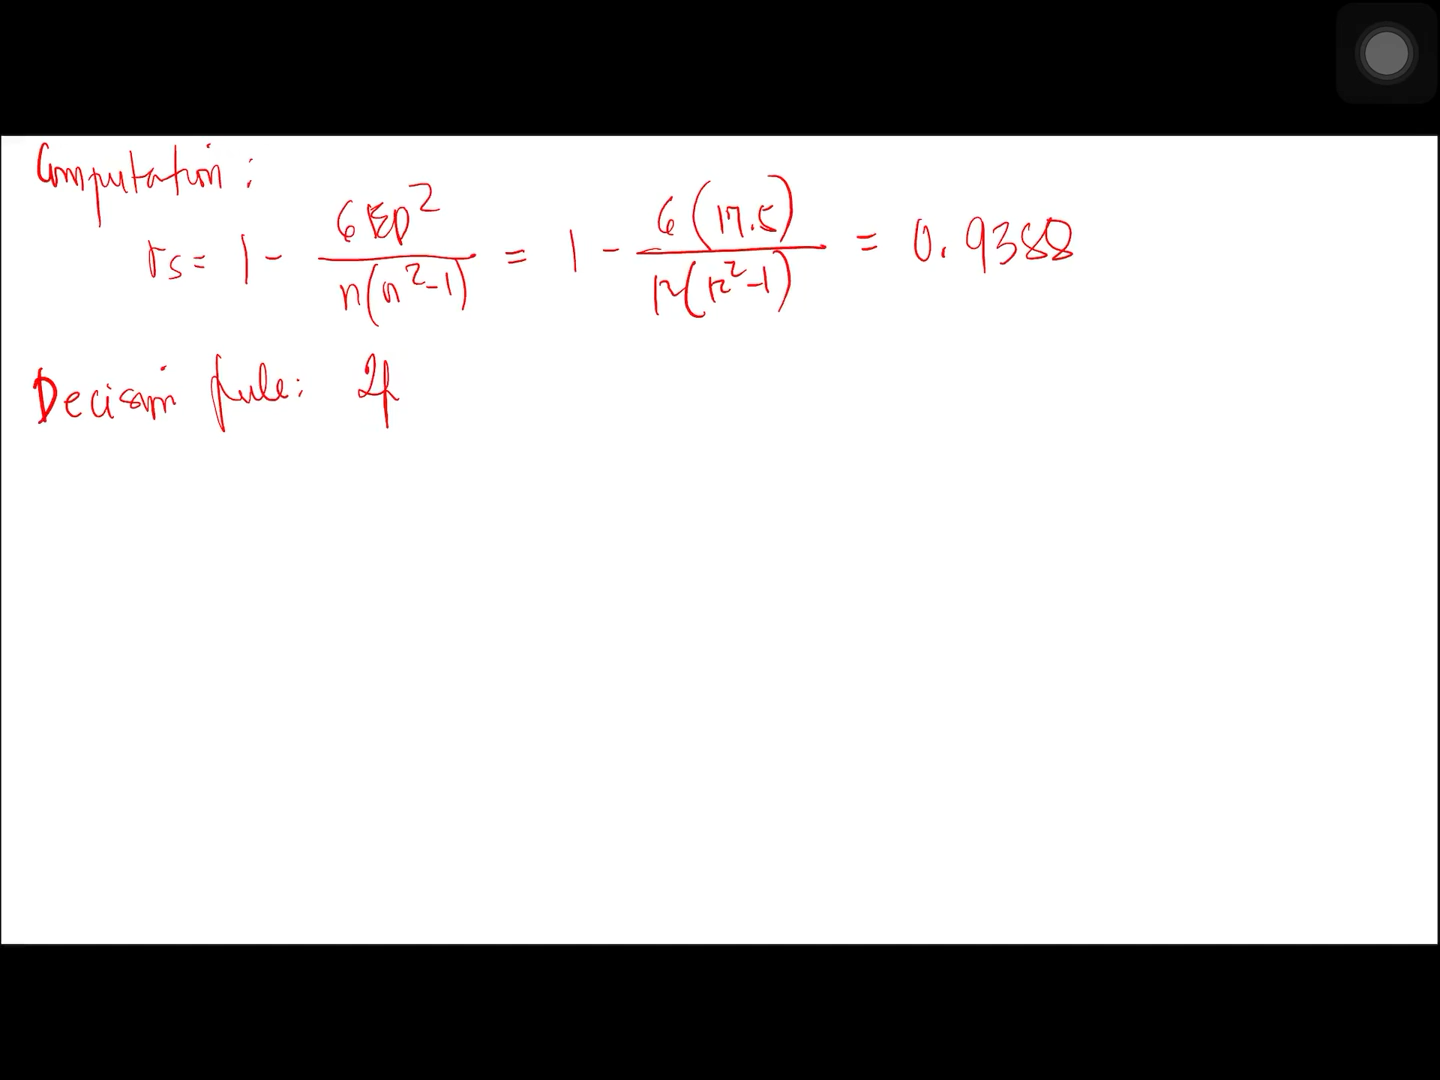 Computation:
rs = 1 - 6ΣD²/n(n²-1) = 1 - 6(17.5)/12(12²-1) = 0.9388
Decision Rule: If